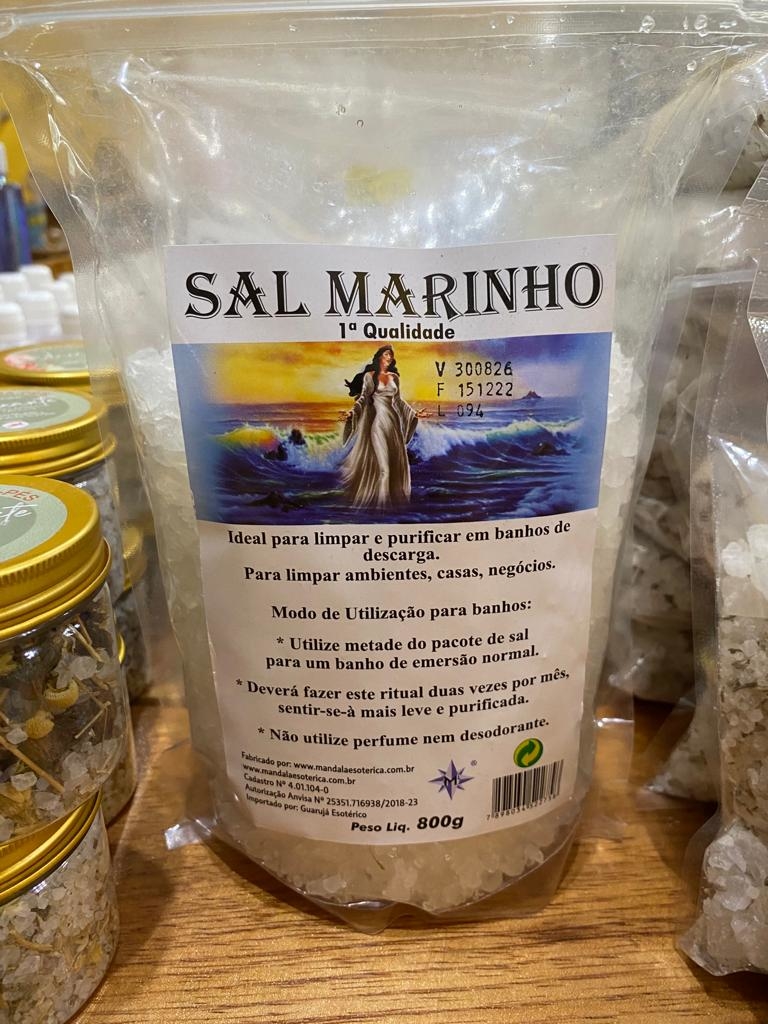 SAL MARINHO
1ª Qualidade
V 300826
F 151222
L 094
Ideal para limpar e purificar em banhos de
descarga.
Para limpar ambientes, casas, negócios.
Modo de Utilização para banhos:
* Utilize metade do pacote de sal
para um banho de emersão normal.
* Deverá fazer este ritual duas vezes por mês,
sentir-se-à mais leve e purificada.
* Não utilize perfume nem desodorante.
Fabricado por: www.mandalaesoterica.com.br
www.mandalaesoterica.com.br
Cadastro Nº 4.01.104-0
Autorização Anvisa Nº 25351.716938/2018-23
Importado por: Guarujá Esotérico
M ®
Peso Liq. 800g